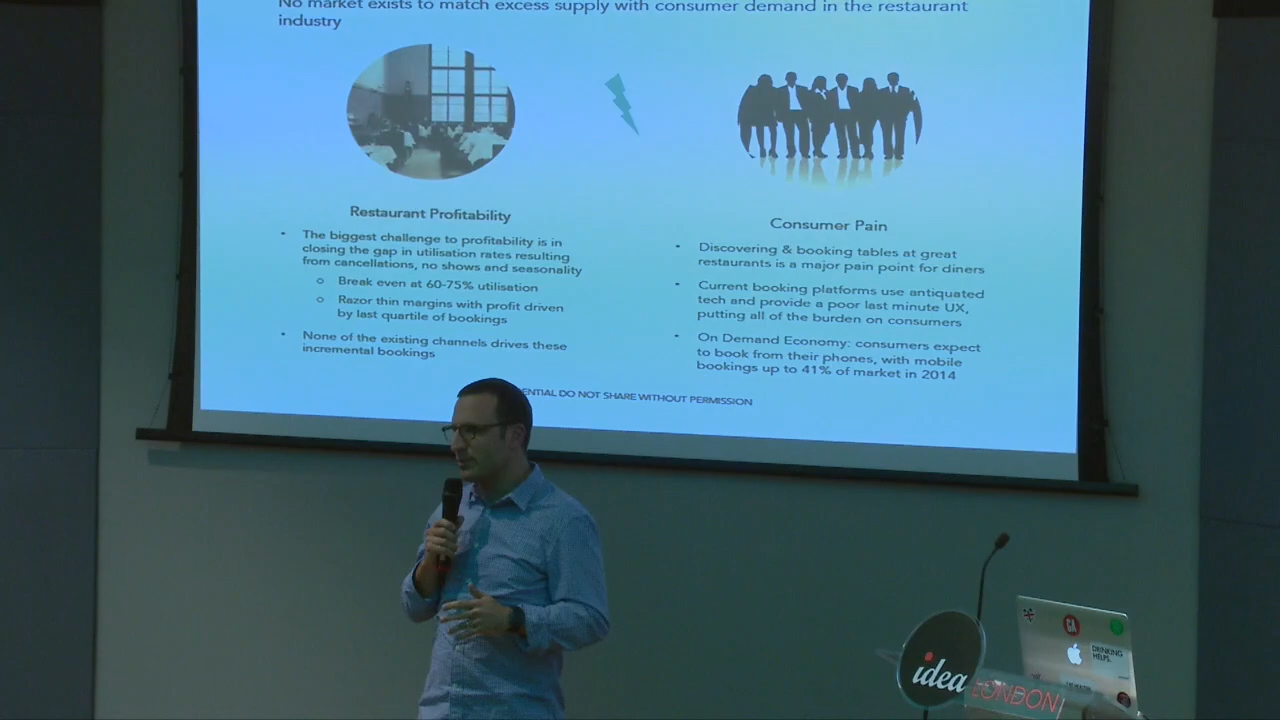 No market exists to match excess supply with consumer demand in the restaurant
industry
Restaurant Profitability
• The biggest challenge to profitability is in
closing the gap in utilisation rates resulting
from cancellations, no shows and seasonality
o Break even at 60-75% utilisation
o Razor thin margins with profit driven
by last quartile of bookings
• None of the existing channels drives these
incremental bookings
Consumer Pain
• Discovering & booking tables at great
restaurants is a major pain point for diners
• Current booking platforms use antiquated
tech and provide a poor last minute UX,
putting all of the burden on consumers
• On Demand Economy: consumers expect
to book from their phones, with mobile
bookings up to 41% of market in 2014
ENTIAL DO NOT SHARE WITHOUT PERMISSION
GA
DRINKING
HELPS.
idea
LONDON